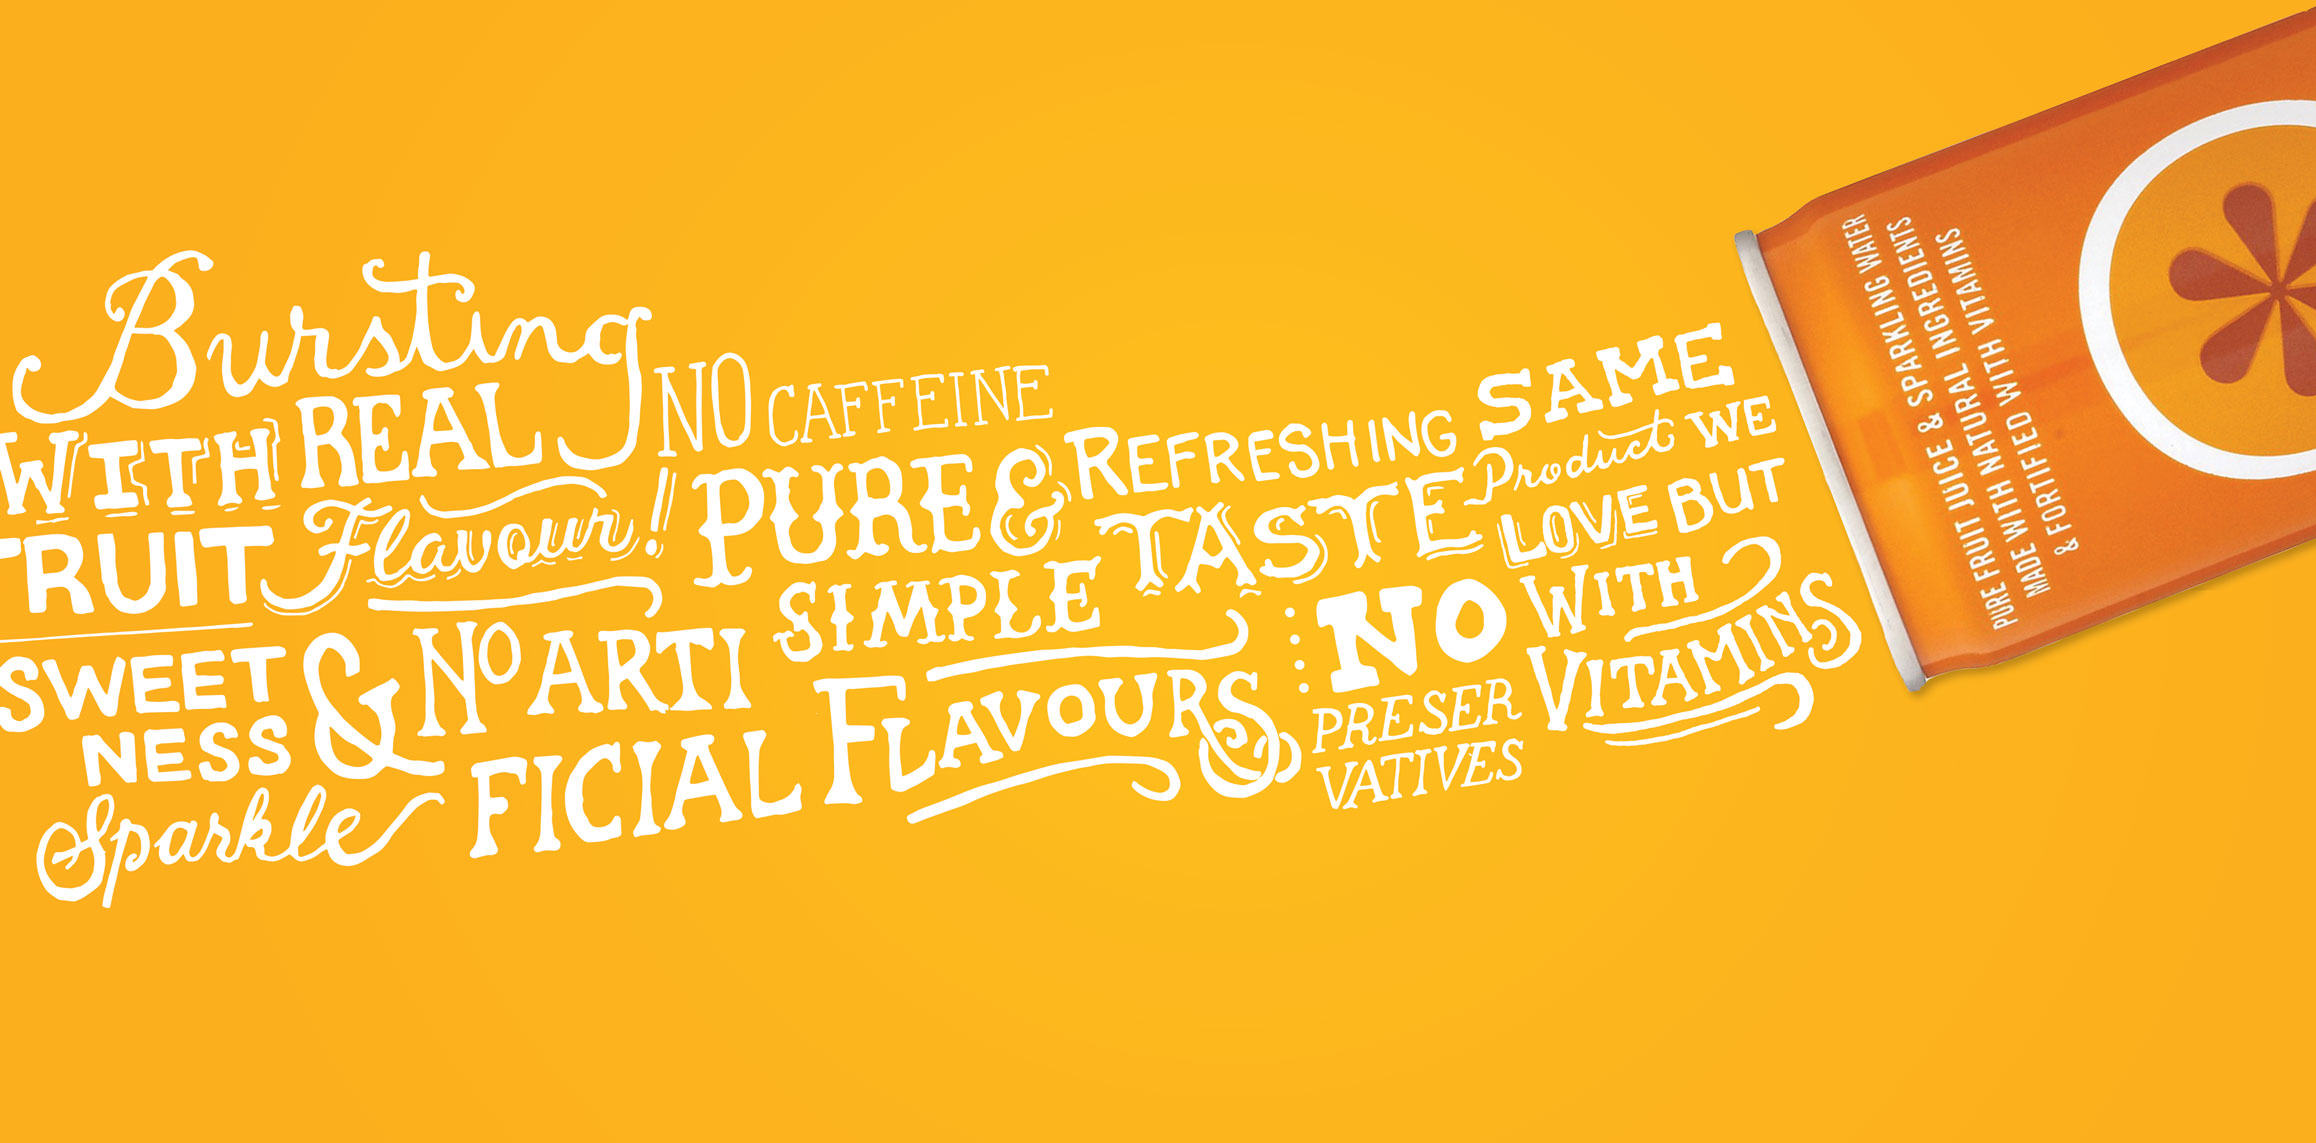 Bursting
WITH REAL
FRUIT Flavour!
SWEET
NESS
Sparkle
& NO ARTI
FICIAL
NO CAFFEINE
PURE & REFRESHING
SIMPLE TASTE
FLAVOURS
NO
PRESER
VATIVES
SAME
Product WE
LOVE BUT
WITH
VITAMINS
PURE FRUIT JUICE & SPARKLING WATER
MADE WITH NATURAL INGREDIENTS
& FORTIFIED WITH VITAMINS